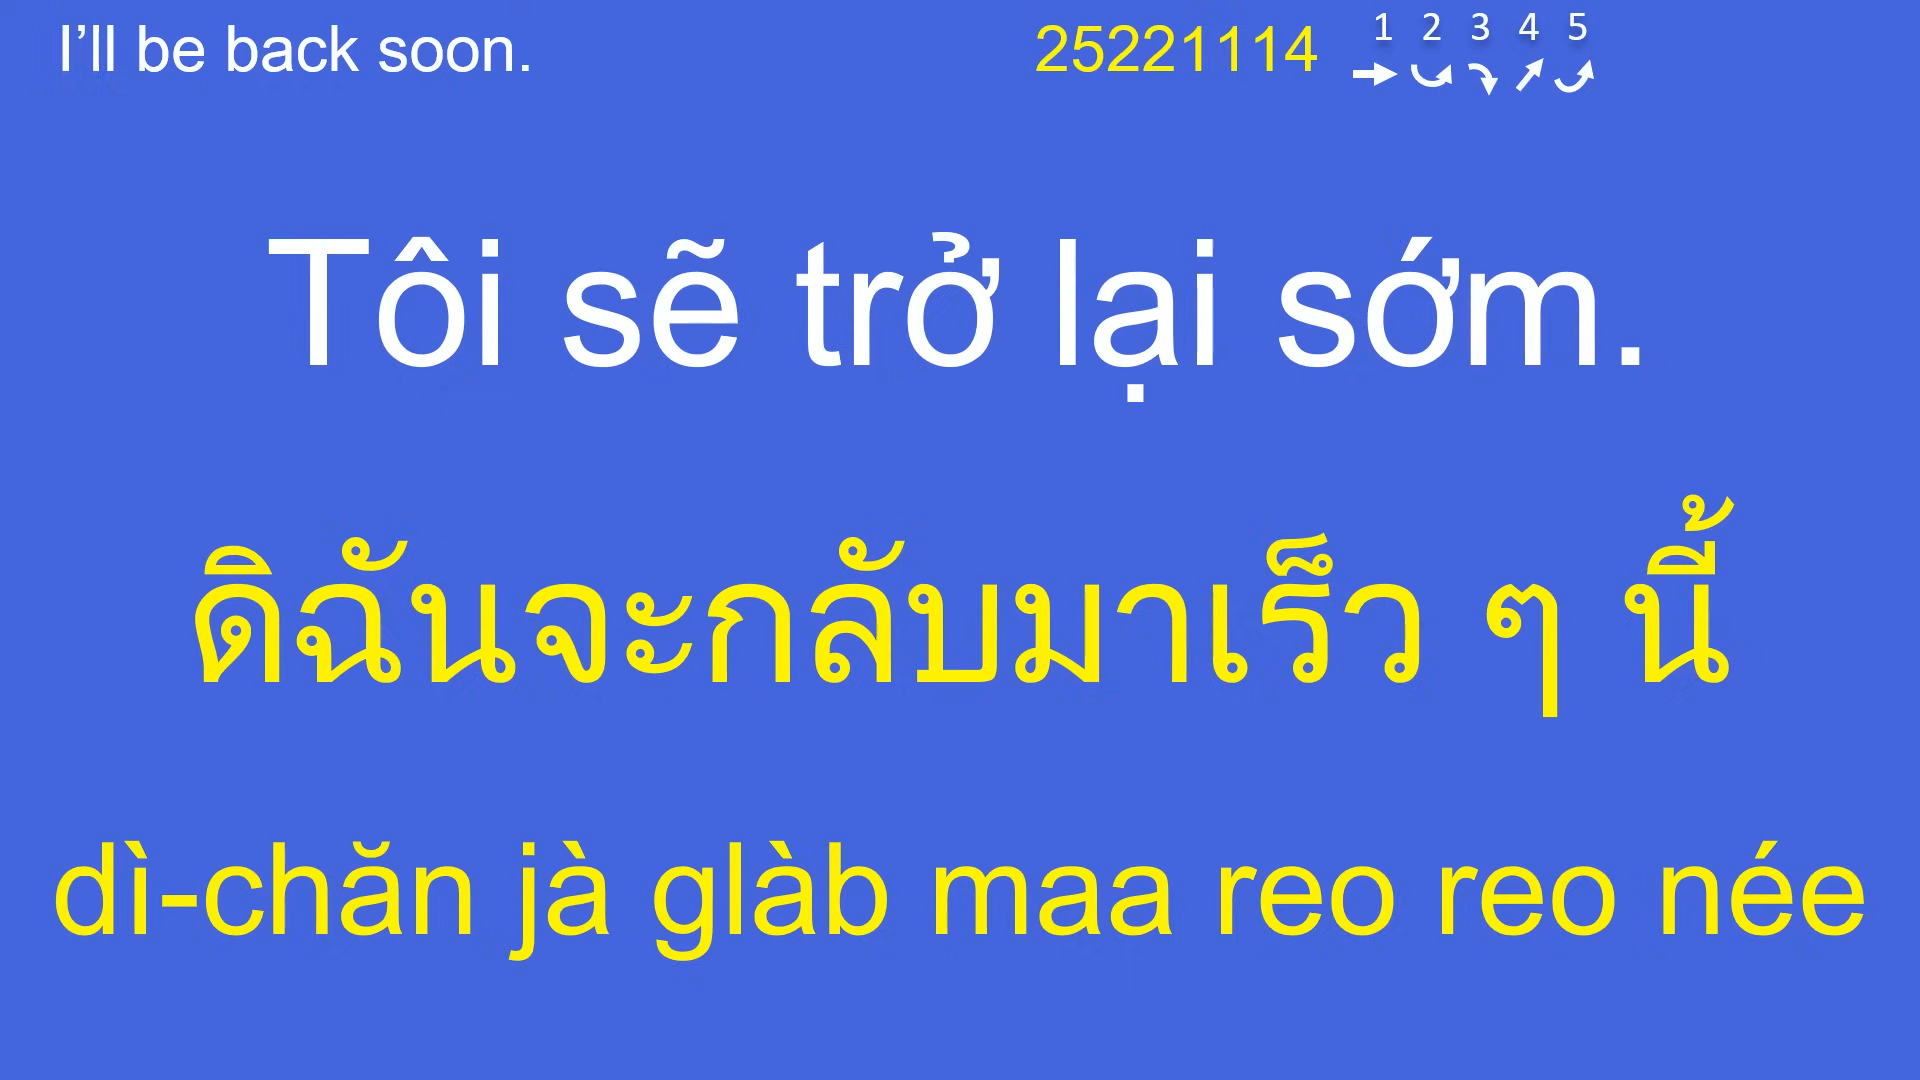 I’ll be back soon.
25221114
1 2 3 4 5
Tôi sẽ trở lại sớm.
ดิฉันจะกลับมาเร็ว ๆ นี้
dì-chăn jà glàb maa reo reo née